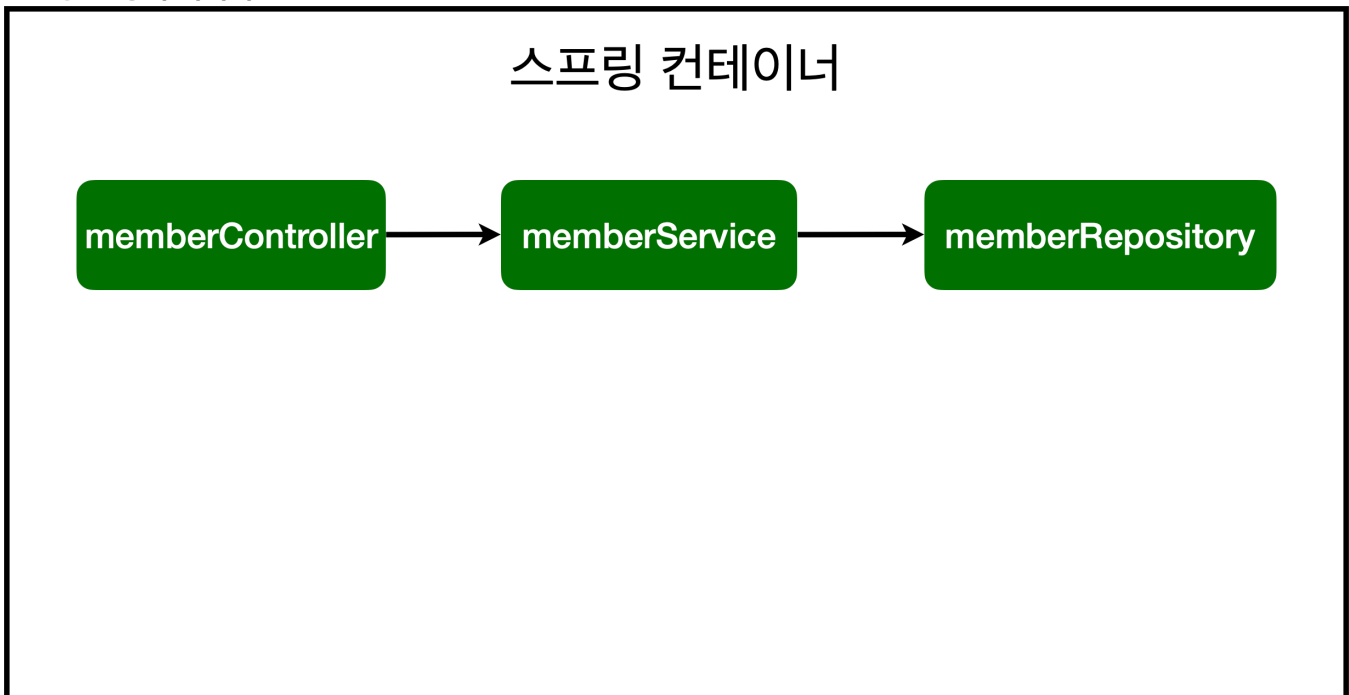 스프링 컨테이너
memberController
memberService
memberRepository